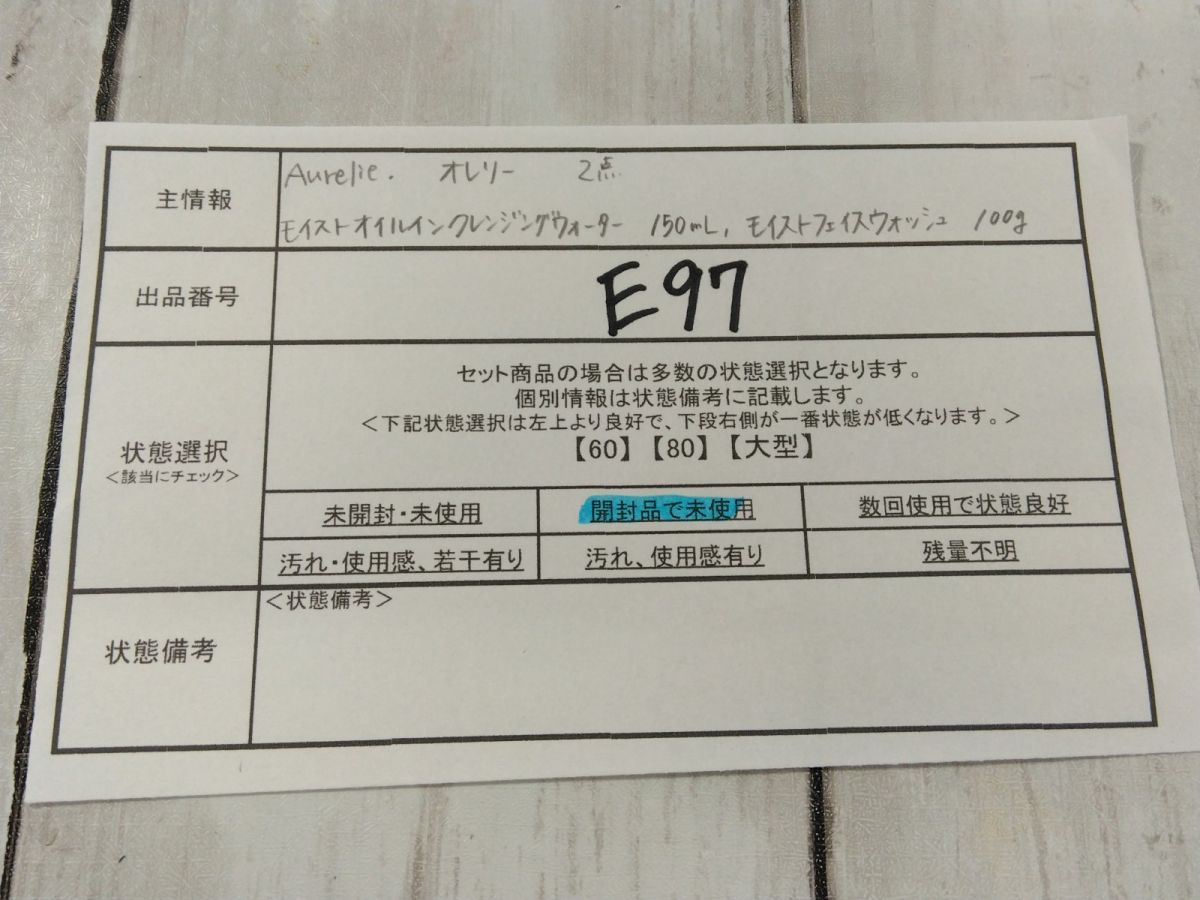 主情報
Aurelie. オレリー 2点
モイストオイルインクレンジングウォーター 150mL, モイストフェイスウォッシュ 100g
出品番号
E97
状態選択
<該当にチェック>
セット商品の場合は多数の状態選択となります。
個別情報は状態備考に記載します。
<下記状態選択は左上より良好で、下段右側が一番状態が低くなります。>
【60】【80】【大型】
未開封・未使用 開封品で未使用 数回使用で状態良好
汚れ・使用感、若干有り 汚れ、使用感有り 残量不明
状態備考
<状態備考>